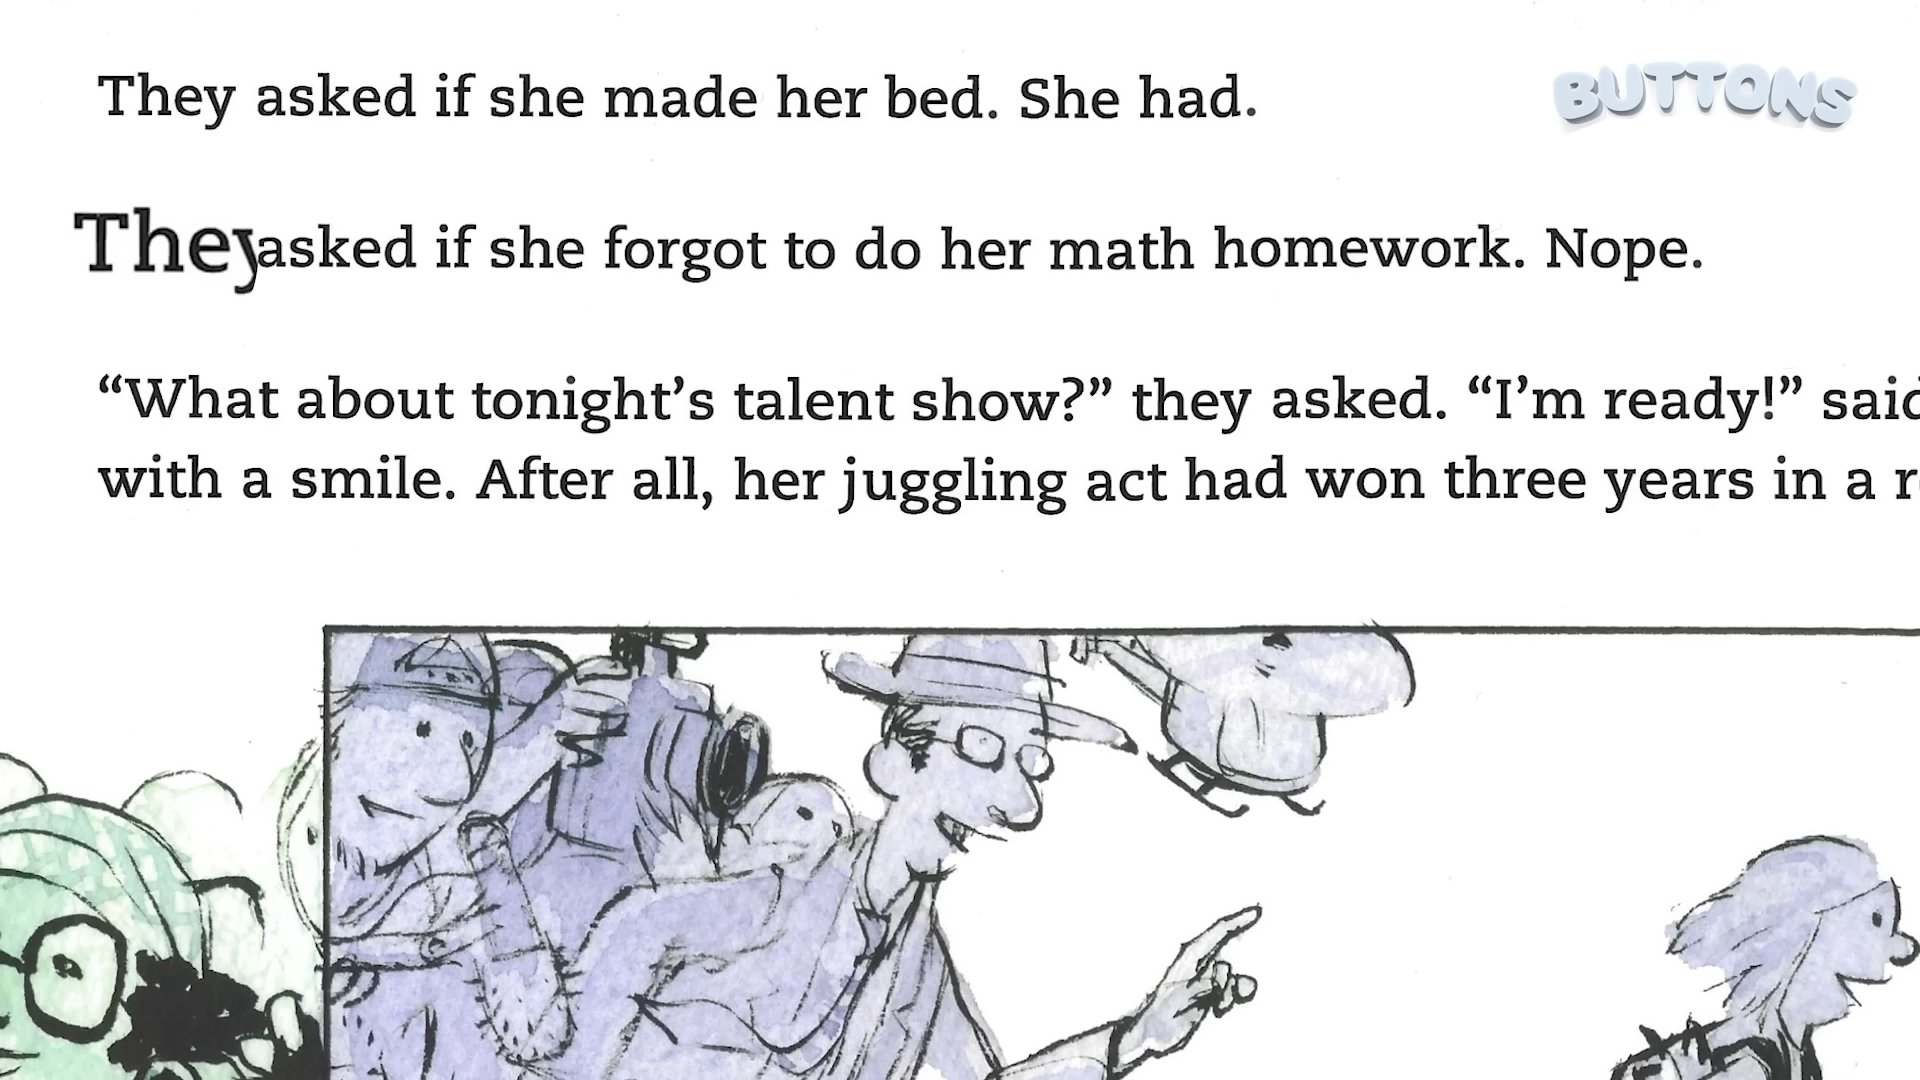 They asked if she made her bed. She had.
BUTTONS
They asked if she forgot to do her math homework. Nope.
“What about tonight’s talent show?” they asked. “I’m ready!” said
with a smile. After all, her juggling act had won three years in a